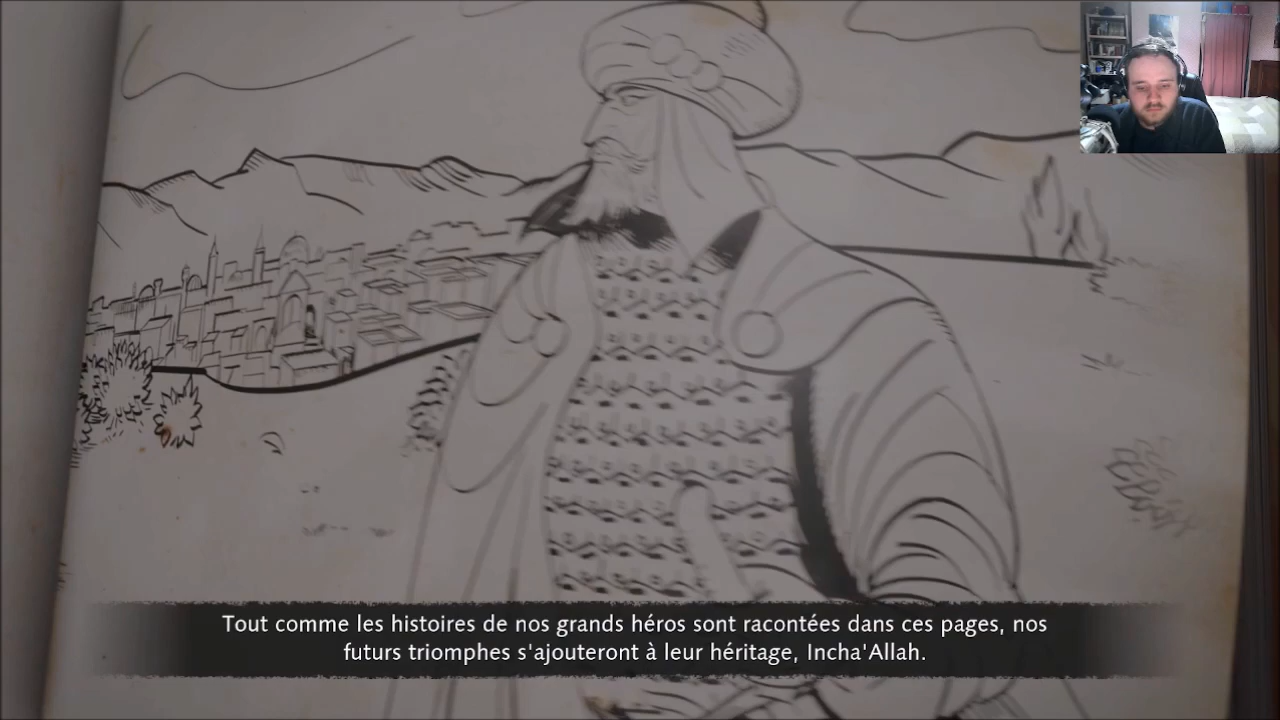 Tout comme les histoires de nos grands héros sont racontées dans ces pages, nos
futurs triomphes s'ajouteront à leur héritage, Incha'Allah.